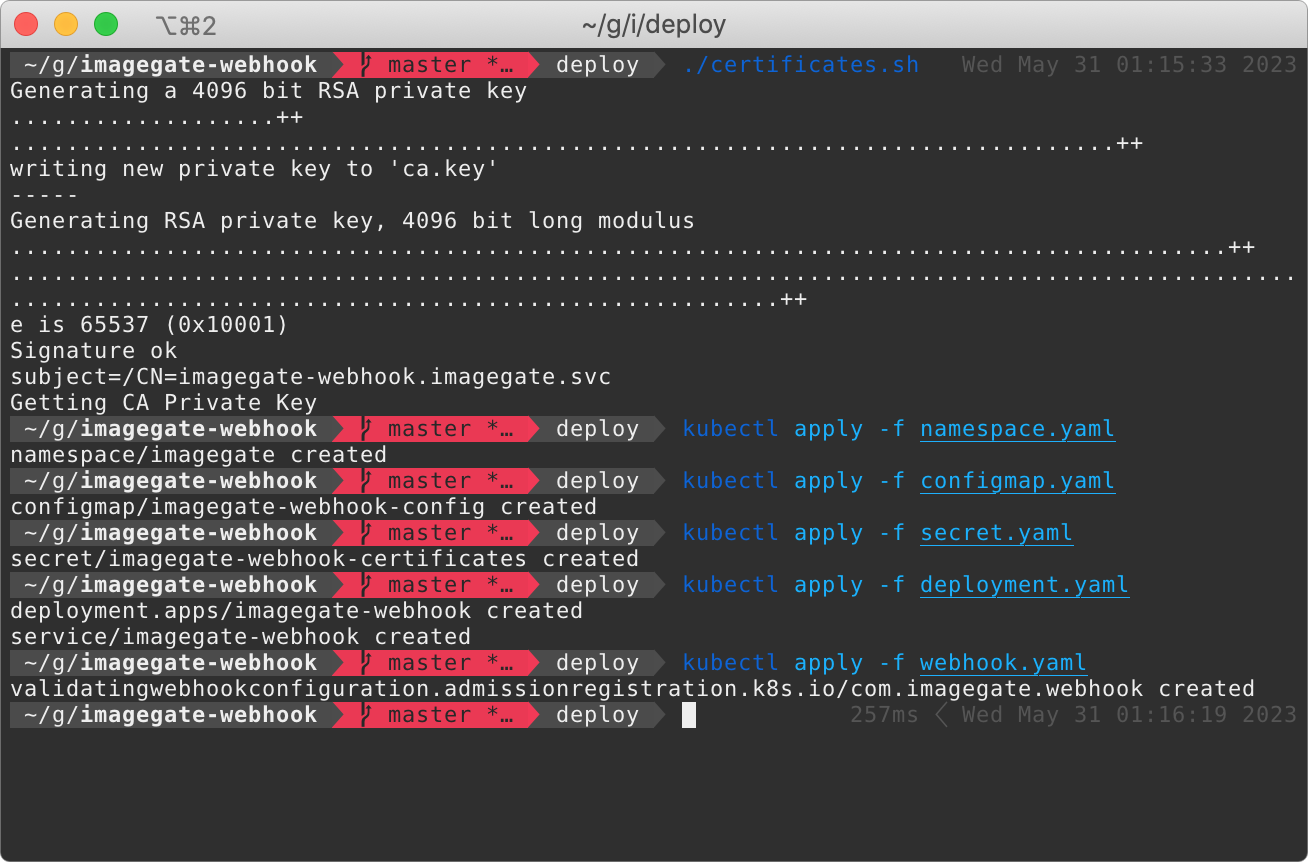 ⌥⌘2 ~/g/i/deploy
~/g/imagegate-webhook master *… deploy ./certificates.sh Wed May 31 01:15:33 2023
Generating a 4096 bit RSA private key
...................++
...............................................................................++
writing new private key to 'ca.key'
-----
Generating RSA private key, 4096 bit long modulus
.......................................................................................++
............................................................................................
.......................................................++
e is 65537 (0x10001)
Signature ok
subject=/CN=imagegate-webhook.imagegate.svc
Getting CA Private Key
~/g/imagegate-webhook master *… deploy kubectl apply -f namespace.yaml
namespace/imagegate created
~/g/imagegate-webhook master *… deploy kubectl apply -f configmap.yaml
configmap/imagegate-webhook-config created
~/g/imagegate-webhook master *… deploy kubectl apply -f secret.yaml
secret/imagegate-webhook-certificates created
~/g/imagegate-webhook master *… deploy kubectl apply -f deployment.yaml
deployment.apps/imagegate-webhook created
service/imagegate-webhook created
~/g/imagegate-webhook master *… deploy kubectl apply -f webhook.yaml
validatingwebhookconfiguration.admissionregistration.k8s.io/com.imagegate.webhook created
~/g/imagegate-webhook master *… deploy 257ms Wed May 31 01:16:19 2023